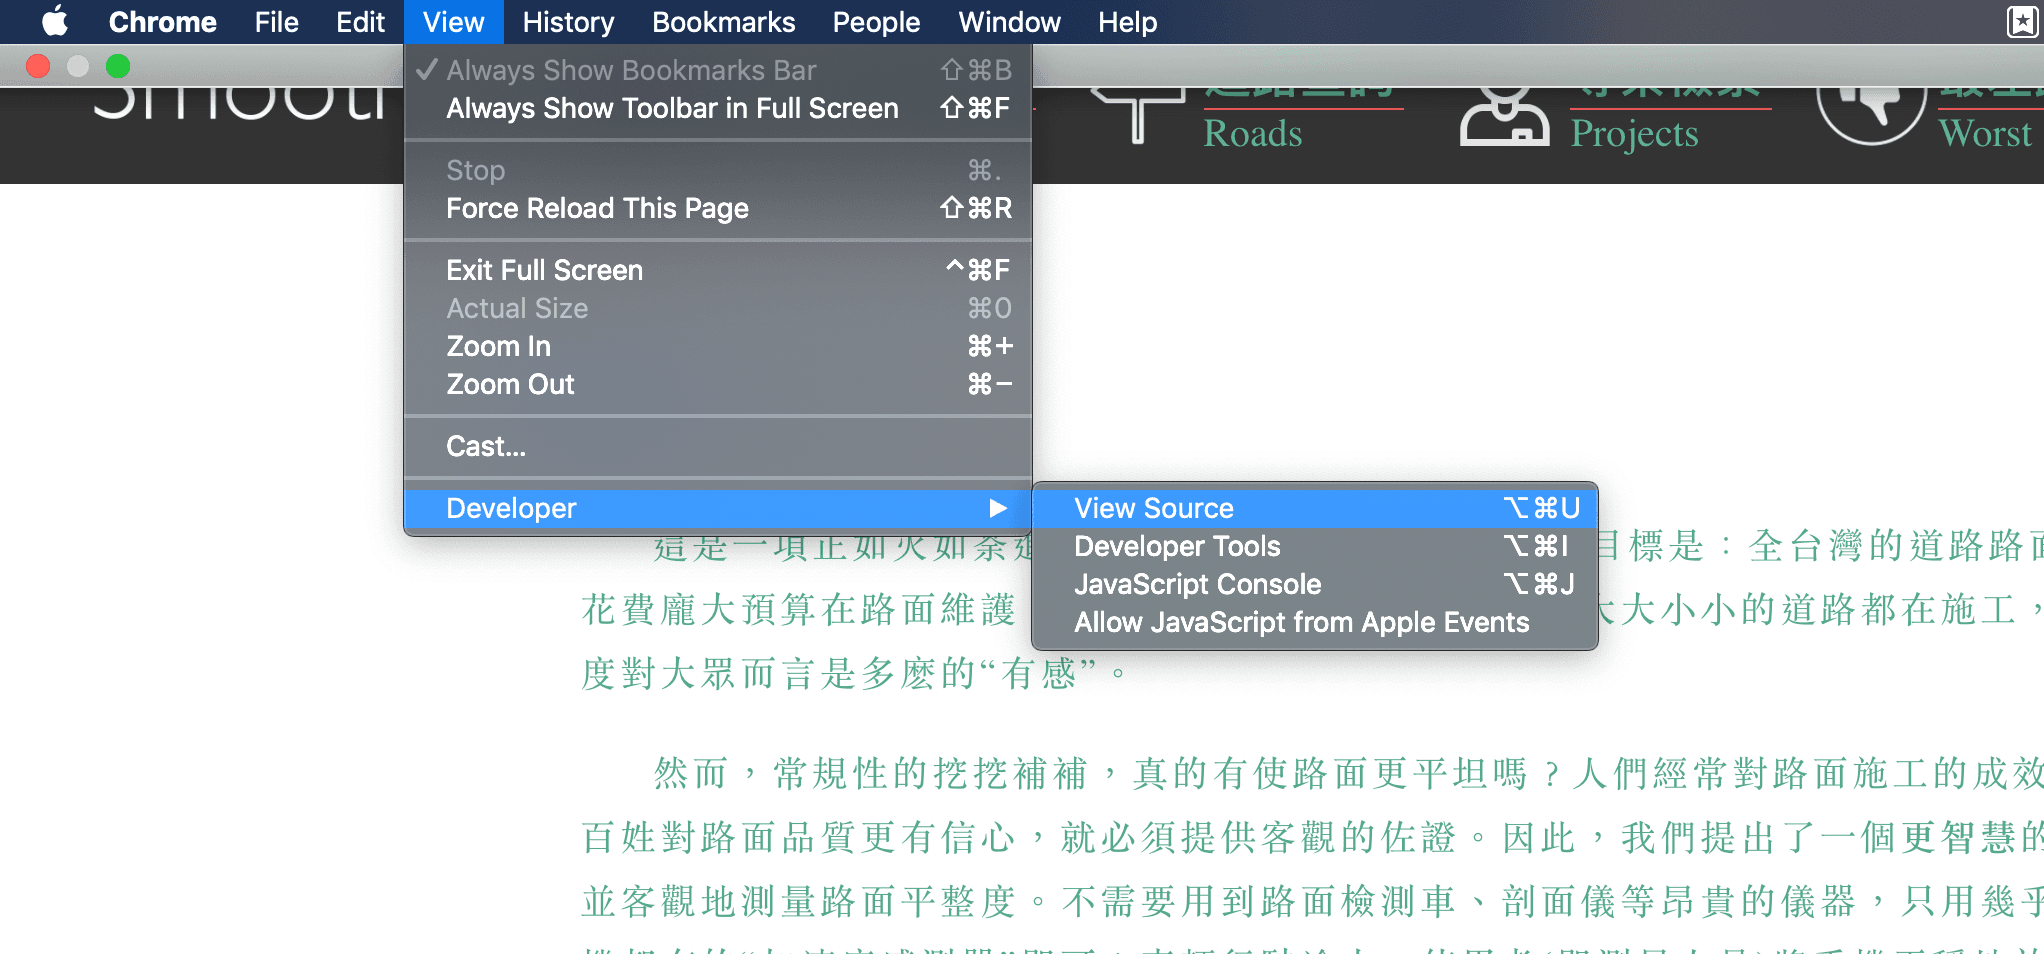 Chrome File Edit View History Bookmarks People Window Help
✓ Always Show Bookmarks Bar ⇧⌘B
Always Show Toolbar in Full Screen ⇧⌘F
Stop ⌘.
Force Reload This Page ⇧⌘R
Exit Full Screen ^⌘F
Actual Size ⌘0
Zoom In ⌘+
Zoom Out ⌘−
Cast...
Developer ▶
View Source ⌥⌘U
Developer Tools ⌥⌘I
JavaScript Console ⌥⌘J
Allow JavaScript from Apple Events
Smooth
Roads
Projects
Worst
這是一項正如火如荼 目標是：全台灣的道路路面
花費龐大預算在路面維護 大大小小的道路都在施工，
度對大眾而言是多麽的“有感”。
然而，常規性的挖挖補補，真的有使路面更平坦嗎？人們經常對路面施工的成效
百姓對路面品質更有信心，就必須提供客觀的佐證。因此，我們提出了一個更智慧的
並客觀地測量路面平整度。不需要用到路面檢測車、剖面儀等昂貴的儀器，只用幾乎